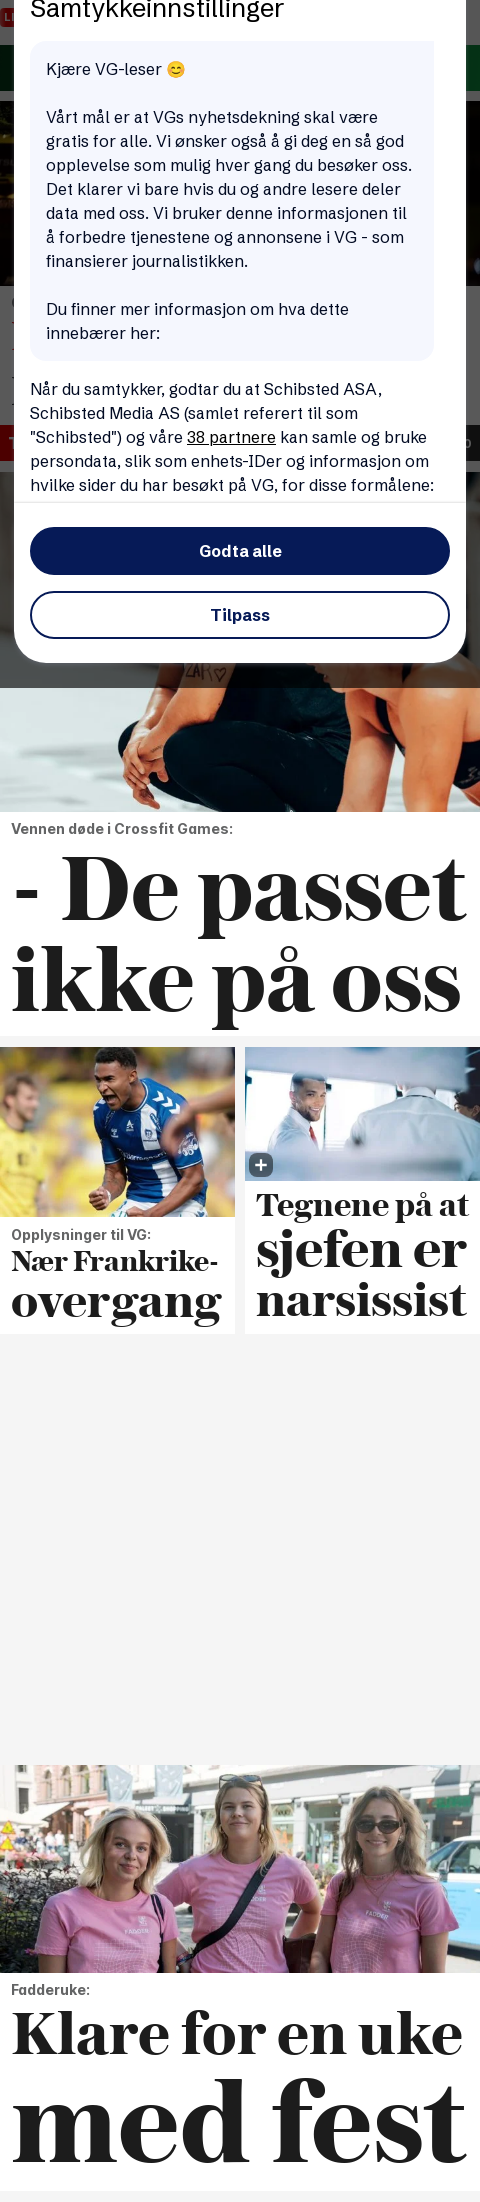 Samtykkeinnstillinger
Kjære VG-leser 😊
Vårt mål er at VGs nyhetsdekning skal være
gratis for alle. Vi ønsker også å gi deg en så god
opplevelse som mulig hver gang du besøker oss.
Det klarer vi bare hvis du og andre lesere deler
data med oss. Vi bruker denne informasjonen til
å forbedre tjenestene og annonsene i VG - som
finansierer journalistikken.
Du finner mer informasjon om hva dette
innebærer her:
Når du samtykker, godtar du at Schibsted ASA,
Schibsted Media AS (samlet referert til som
"Schibsted") og våre 38 partnere kan samle og bruke
persondata, slik som enhets-IDer og informasjon om
hvilke sider du har besøkt på VG, for disse formålene:
Godta alle
Tilpass
Vennen døde i Crossfit Games:
- De passet
ikke på oss
Opplysninger til VG:
Nær Frankrike-
overgang
Tegnene på at
sjefen er
narsissist
FADDER
FADDER
FADDER
Fadderuke:
Klare for en uke
med fest